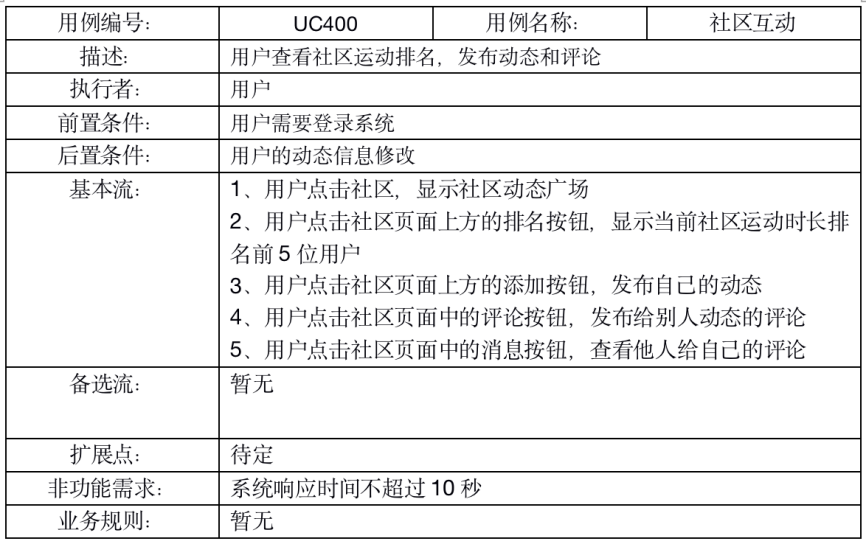 用例编号： UC400 用例名称： 社区互动
描述： 用户查看社区运动排名，发布动态和评论
执行者： 用户
前置条件： 用户需要登录系统
后置条件： 用户的动态信息修改
基本流： 1、用户点击社区，显示社区动态广场
2、用户点击社区页面上方的排名按钮，显示当前社区运动时长排
名前 5 位用户
3、用户点击社区页面上方的添加按钮，发布自己的动态
4、用户点击社区页面中的评论按钮，发布给别人动态的评论
5、用户点击社区页面中的消息按钮，查看他人给自己的评论
备选流： 暂无
扩展点： 待定
非功能需求： 系统响应时间不超过 10 秒
业务规则： 暂无